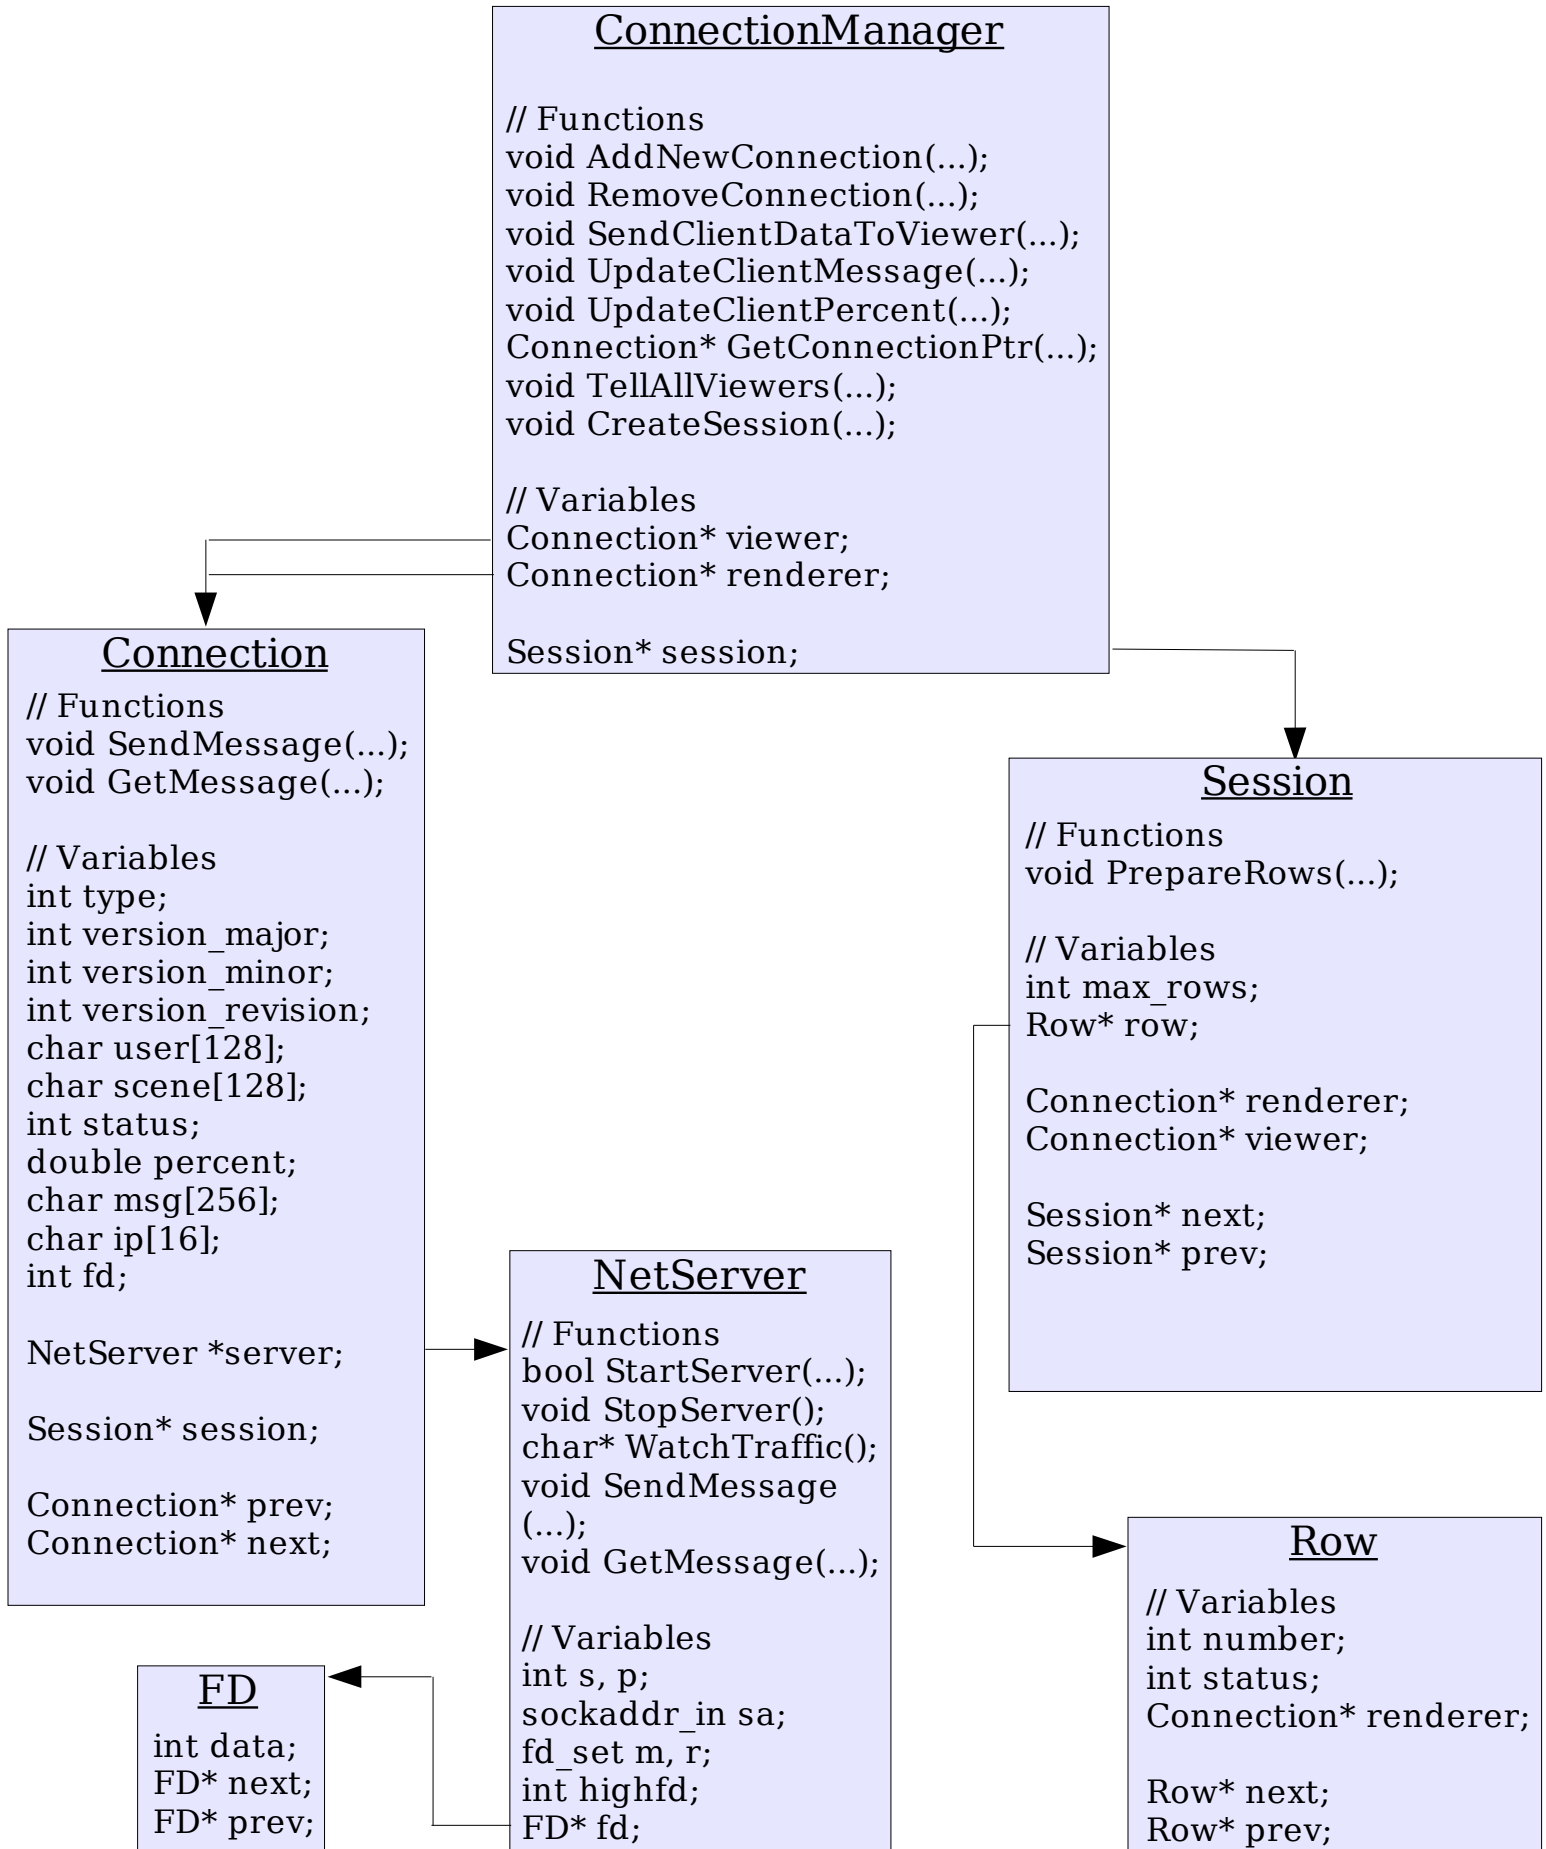 ConnectionManager
// Functions
void AddNewConnection(...);
void RemoveConnection(...);
void SendClientDataToViewer(...);
void UpdateClientMessage(...);
void UpdateClientPercent(...);
Connection* GetConnectionPtr(...);
void TellAllViewers(...);
void CreateSession(...);
// Variables
Connection* viewer;
Connection* renderer;
Session* session;
Connection
// Functions
void SendMessage(...);
void GetMessage(...);
// Variables
int type;
int version_major;
int version_minor;
int version_revision;
char user[128];
char scene[128];
int status;
double percent;
char msg[256];
char ip[16];
int fd;
NetServer *server;
Session* session;
Connection* prev;
Connection* next;
Session
// Functions
void PrepareRows(...);
// Variables
int max_rows;
Row* row;
Connection* renderer;
Connection* viewer;
Session* next;
Session* prev;
NetServer
// Functions
bool StartServer(...);
void StopServer();
char* WatchTraffic();
void SendMessage
(...);
void GetMessage(...);
// Variables
int s, p;
sockaddr_in sa;
fd_set m, r;
int highfd;
FD* fd;
FD
int data;
FD* next;
FD* prev;
Row
// Variables
int number;
int status;
Connection* renderer;
Row* next;
Row* prev;